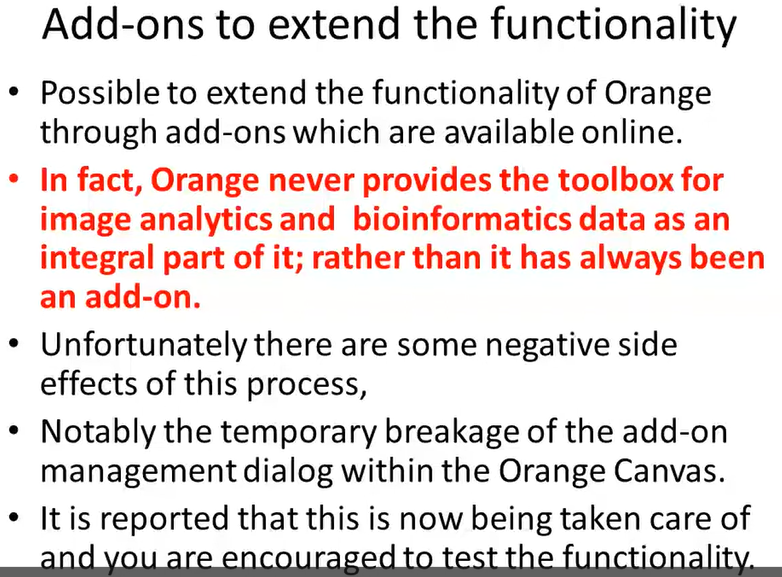 Add-ons to extend the functionality
• Possible to extend the functionality of Orange
through add-ons which are available online.
• In fact, Orange never provides the toolbox for
image analytics and bioinformatics data as an
integral part of it; rather than it has always been
an add-on.
• Unfortunately there are some negative side
effects of this process,
• Notably the temporary breakage of the add-on
management dialog within the Orange Canvas.
• It is reported that this is now being taken care of
and you are encouraged to test the functionality.